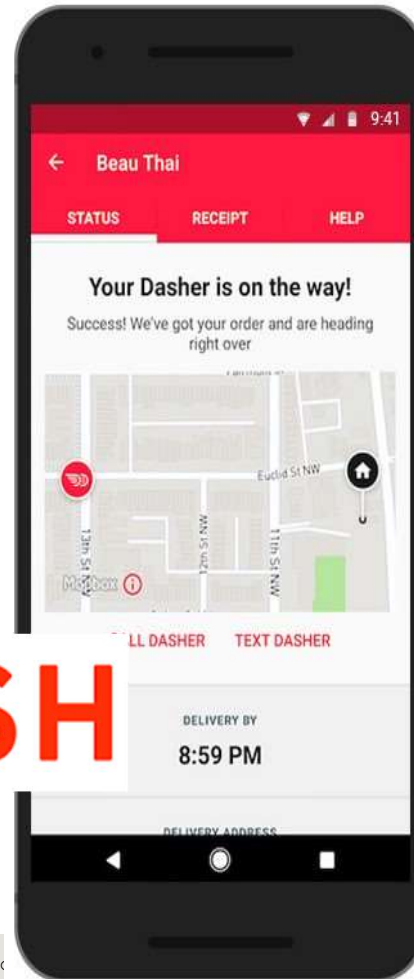 9:41
Beau Thai
STATUS RECEIPT HELP
Your Dasher is on the way!
Success! We've got your order and are heading
right over
Euclid St NW
13th St NW
12th St NW
11th St NW
Mapbox
LL DASHER TEXT DASHER
SH
DELIVERY BY
8:59 PM
DELIVERY ADDRESS